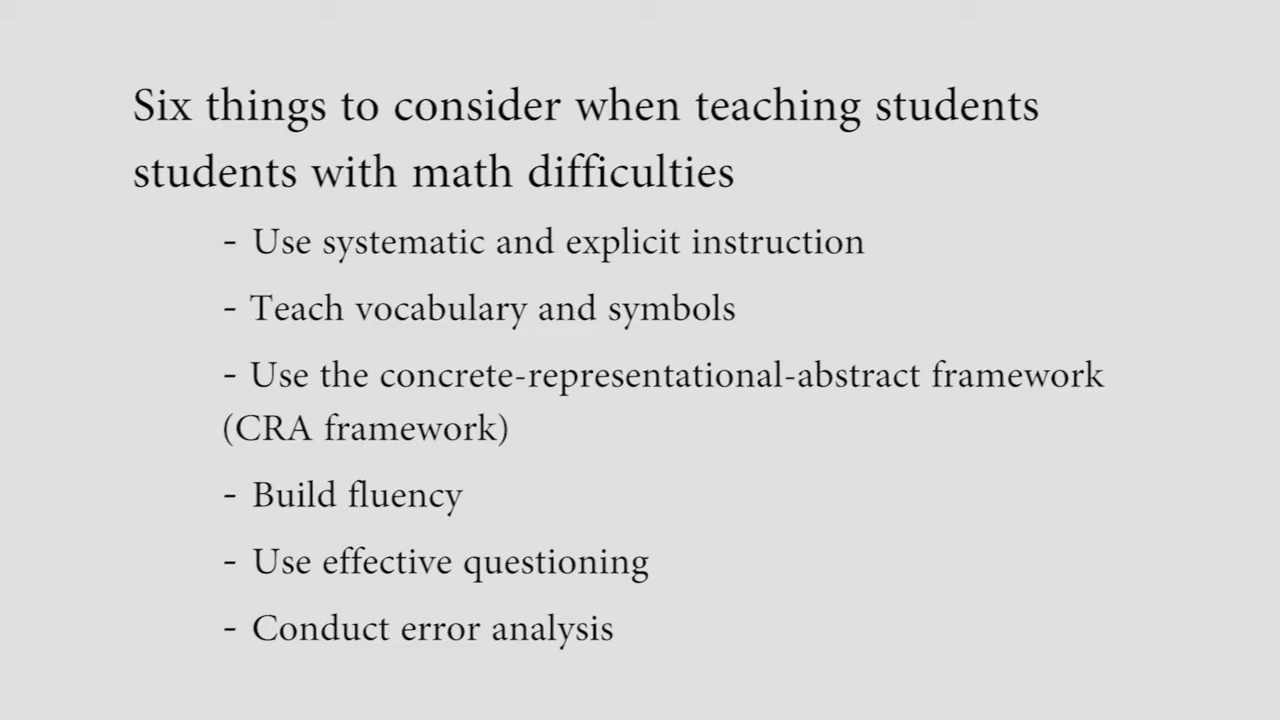 Six things to consider when teaching students
students with math difficulties
- Use systematic and explicit instruction
- Teach vocabulary and symbols
- Use the concrete-representational-abstract framework
(CRA framework)
- Build fluency
- Use effective questioning
- Conduct error analysis